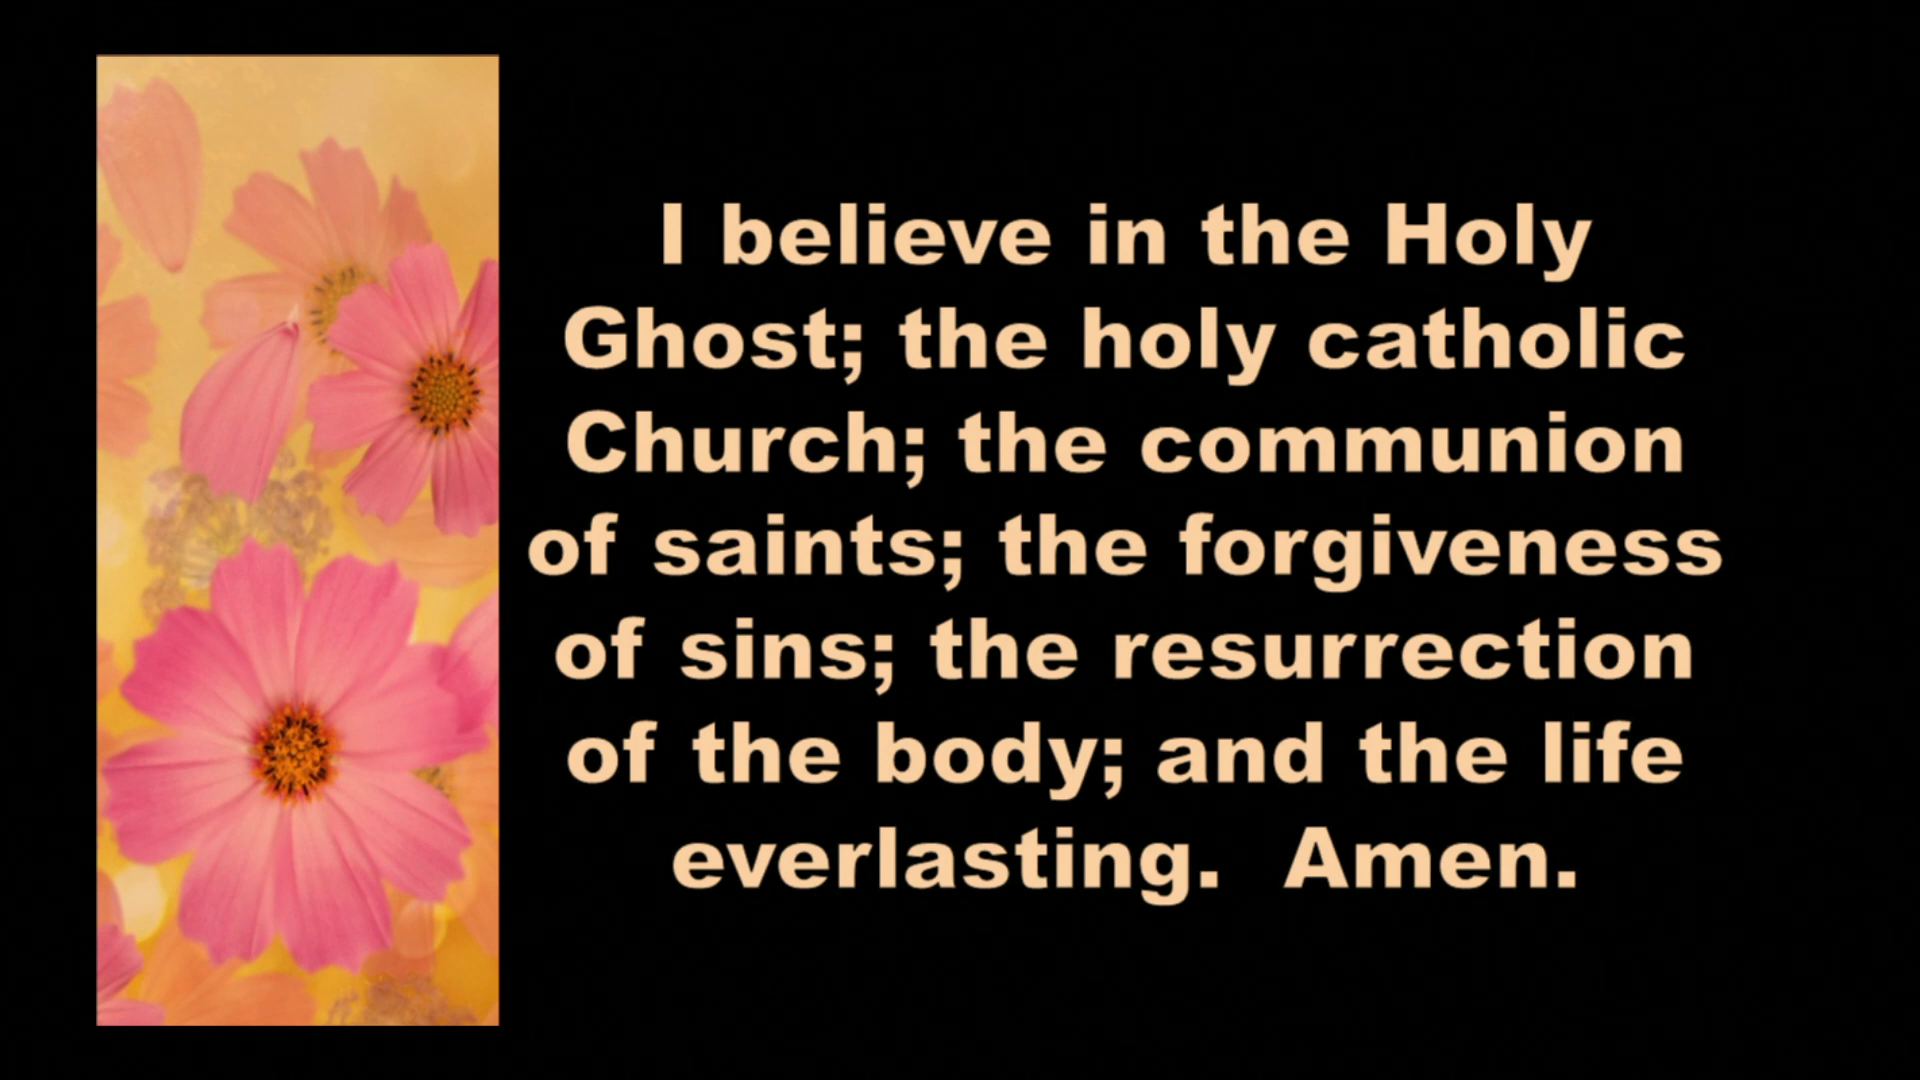 I believe in the Holy
Ghost; the holy catholic
Church; the communion
of saints; the forgiveness
of sins; the resurrection
of the body; and the life
everlasting.  Amen.